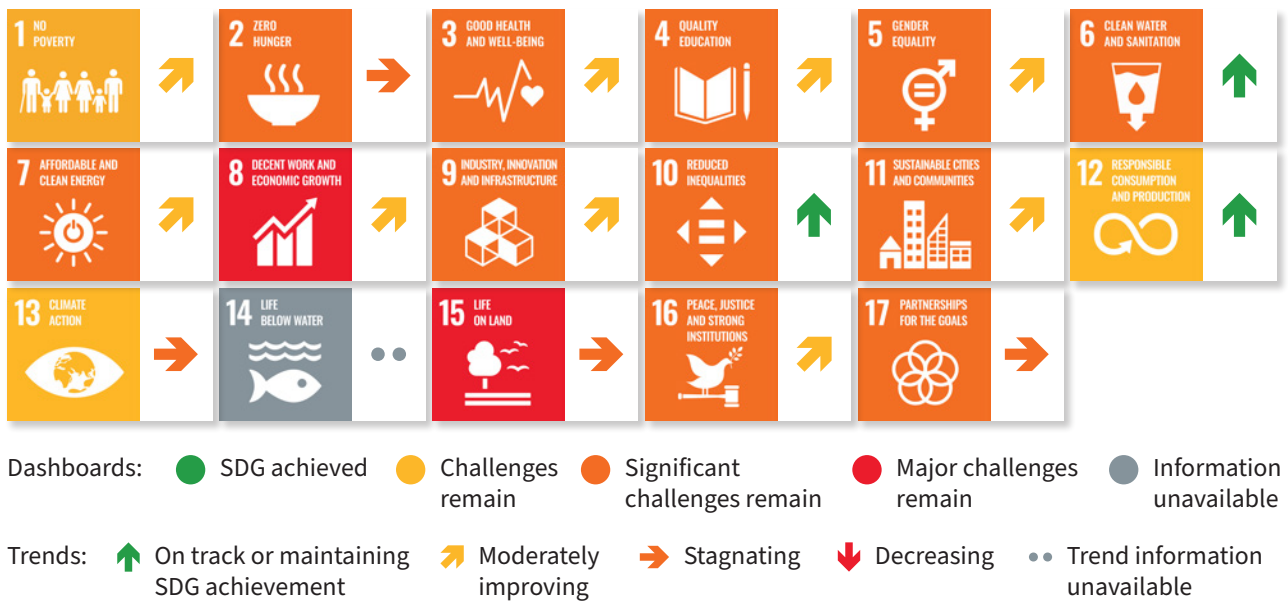 1 NO
POVERTY
2 ZERO
HUNGER
3 GOOD HEALTH
AND WELL-BEING
4 QUALITY
EDUCATION
5 GENDER
EQUALITY
6 CLEAN WATER
AND SANITATION
7 AFFORDABLE AND
CLEAN ENERGY
8 DECENT WORK AND
ECONOMIC GROWTH
9 INDUSTRY, INNOVATION
AND INFRASTRUCTURE
10 REDUCED
INEQUALITIES
11 SUSTAINABLE CITIES
AND COMMUNITIES
12 RESPONSIBLE
CONSUMPTION
AND PRODUCTION
13 CLIMATE
ACTION
14 LIFE
BELOW WATER
15 LIFE
ON LAND
16 PEACE, JUSTICE
AND STRONG
INSTITUTIONS
17 PARTNERSHIPS
FOR THE GOALS
Dashboards:
SDG achieved
Challenges
remain
Significant
challenges remain
Major challenges
remain
Information
unavailable
Trends:
On track or maintaining
SDG achievement
Moderately
improving
Stagnating
Decreasing
Trend information
unavailable